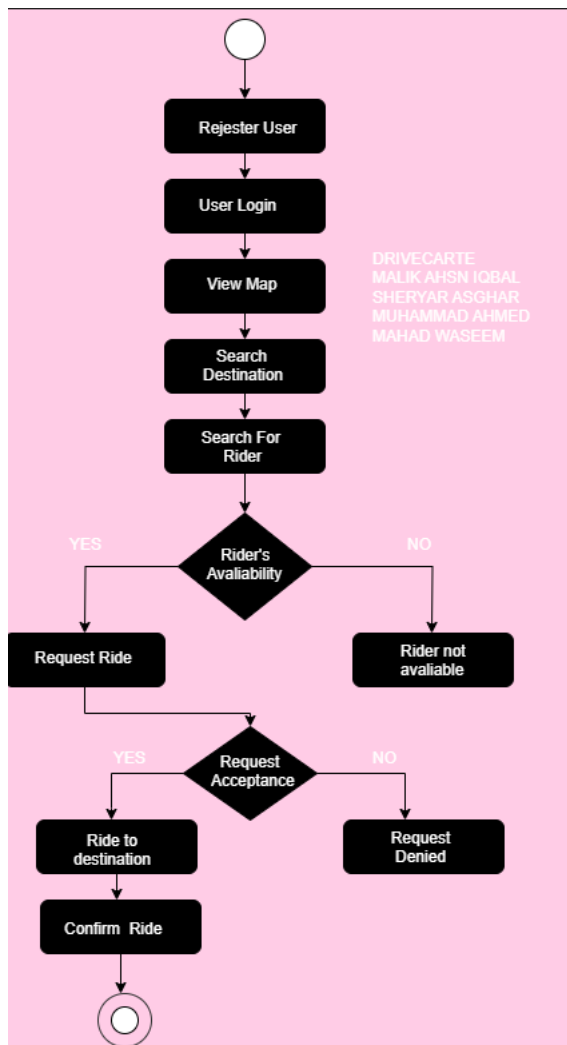 Rejester User
User Login
View Map
DRIVECARTE
MALIK AHSN IQBAL
SHERYAR ASGHAR
MUHAMMAD AHMED
MAHAD WASEEM
Search
Destination
Search For
Rider
YES
NO
Rider's
Avaliability
Request Ride
Rider not
avaliable
YES
NO
Request
Acceptance
Ride to
destination
Request
Denied
Confirm Ride